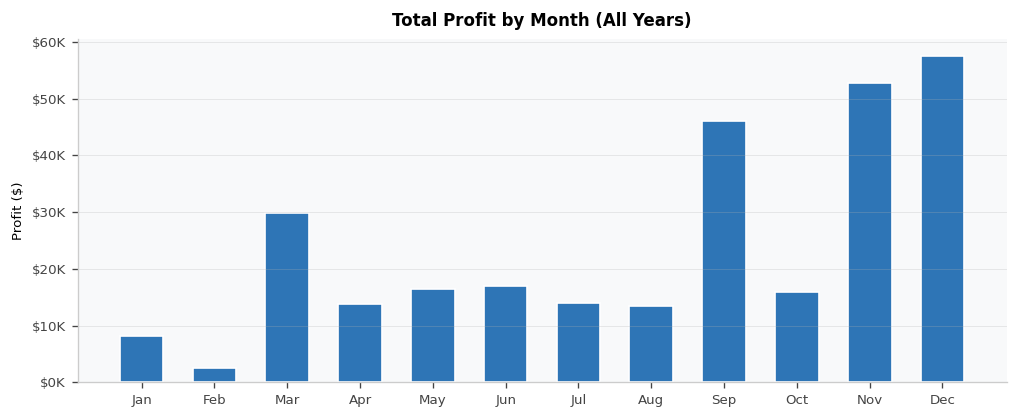 Total Profit by Month (All Years)
Profit ($)
$60K
$50K
$40K
$30K
$20K
$10K
$0K
Jan Feb Mar Apr May Jun Jul Aug Sep Oct Nov Dec